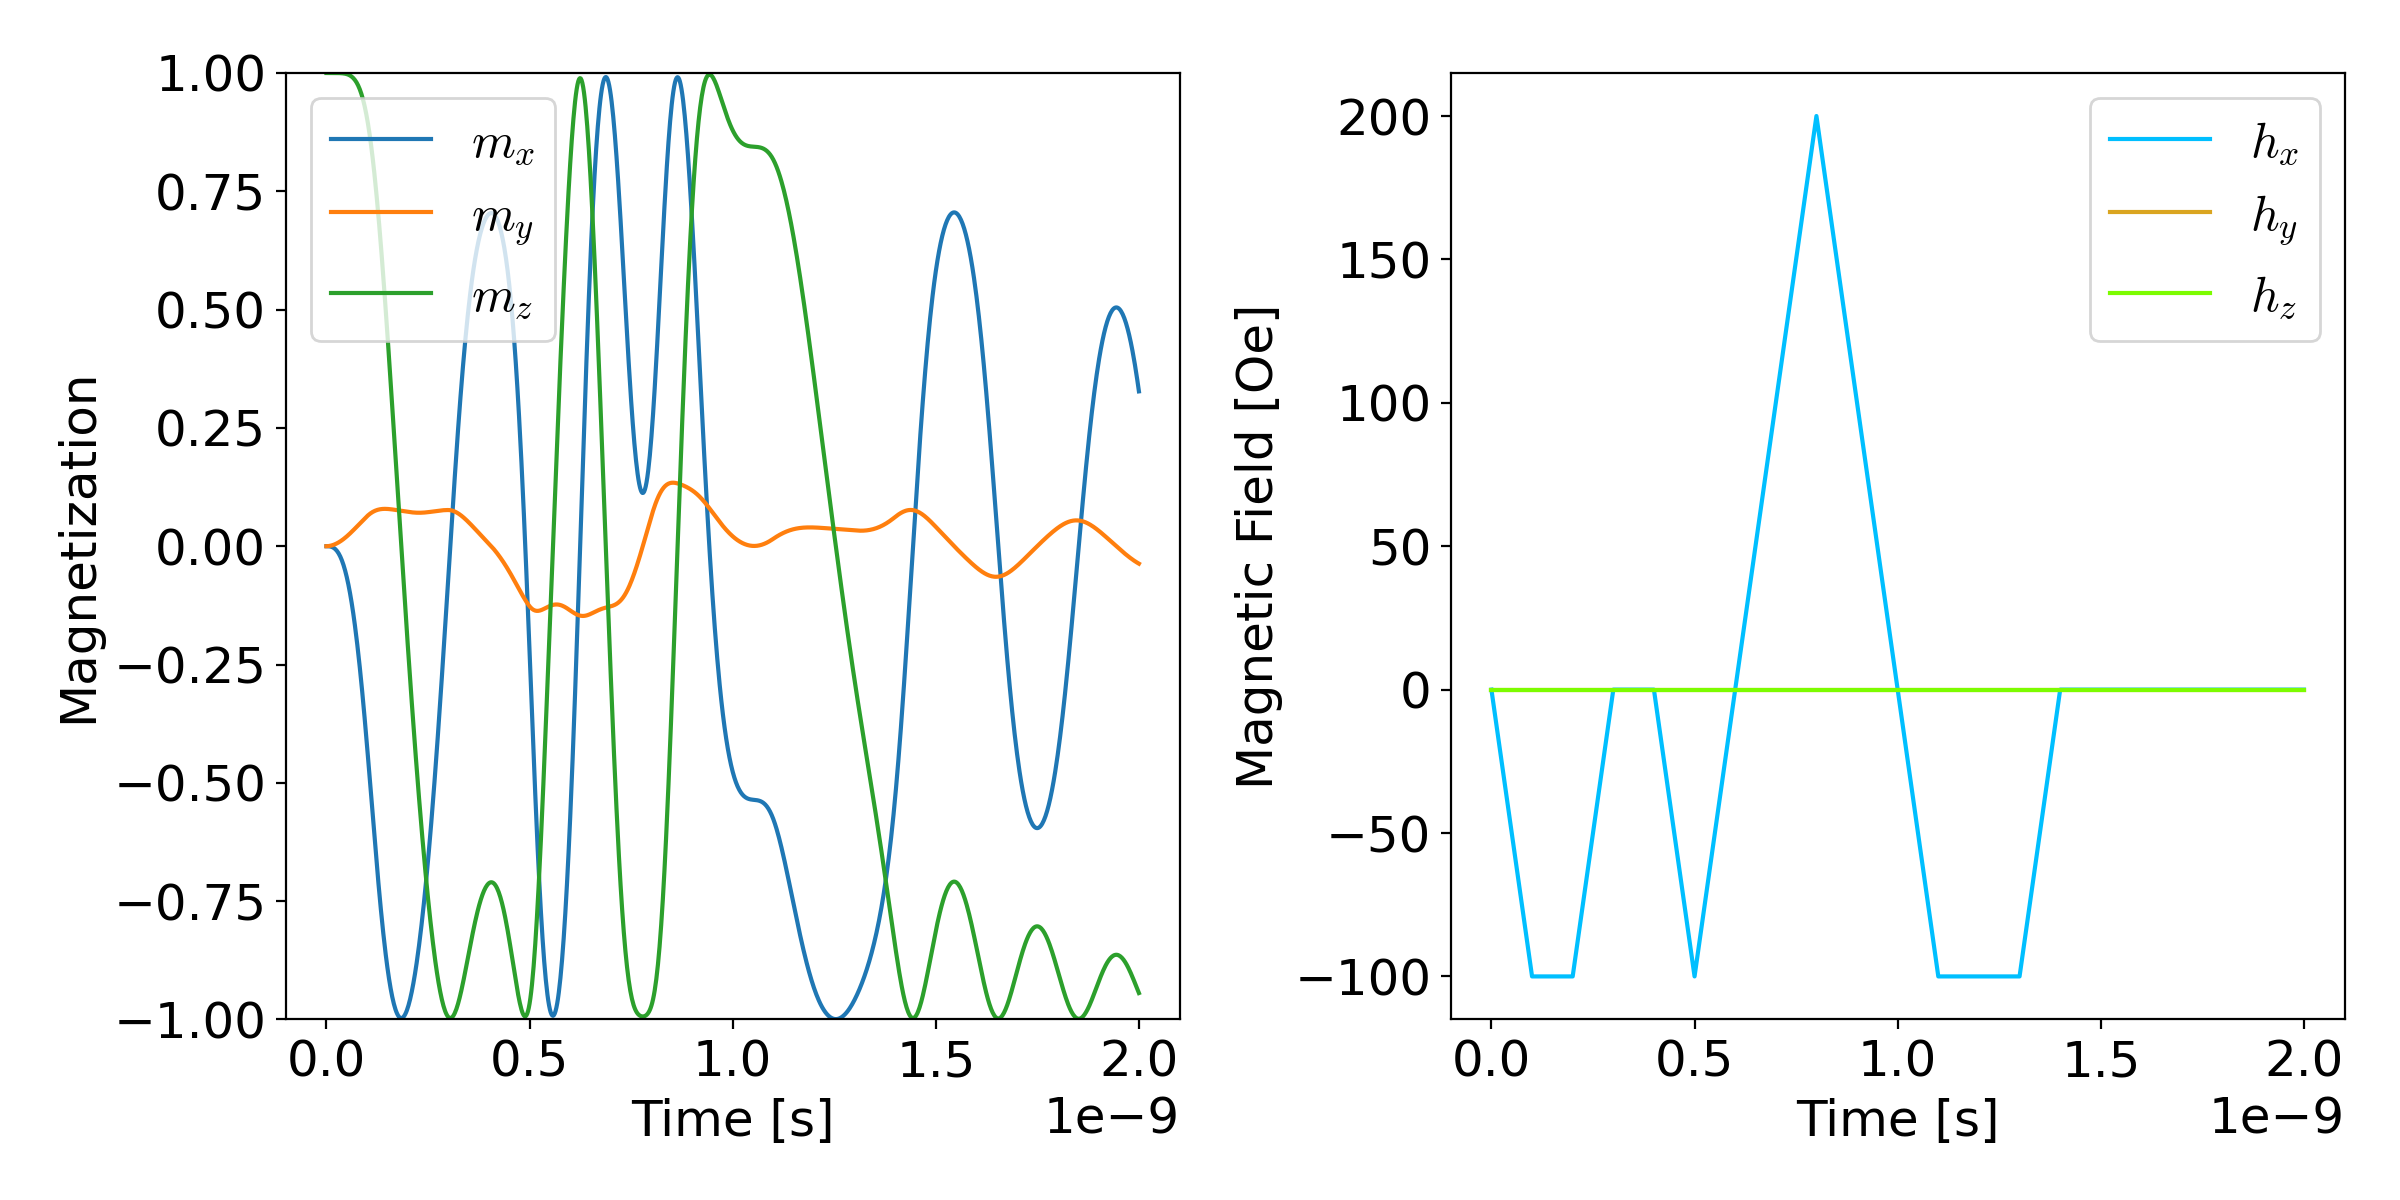 Magnetization
1.00
0.75
0.50
0.25
0.00
−0.25
−0.50
−0.75
−1.00
m_x
m_y
m_z
0.0 0.5 1.0 1.5 2.0
Time [s]
1e−9
Magnetic Field [Oe]
200
150
100
50
0
−50
−100
h_x
h_y
h_z
0.0 0.5 1.0 1.5 2.0
Time [s]
1e−9